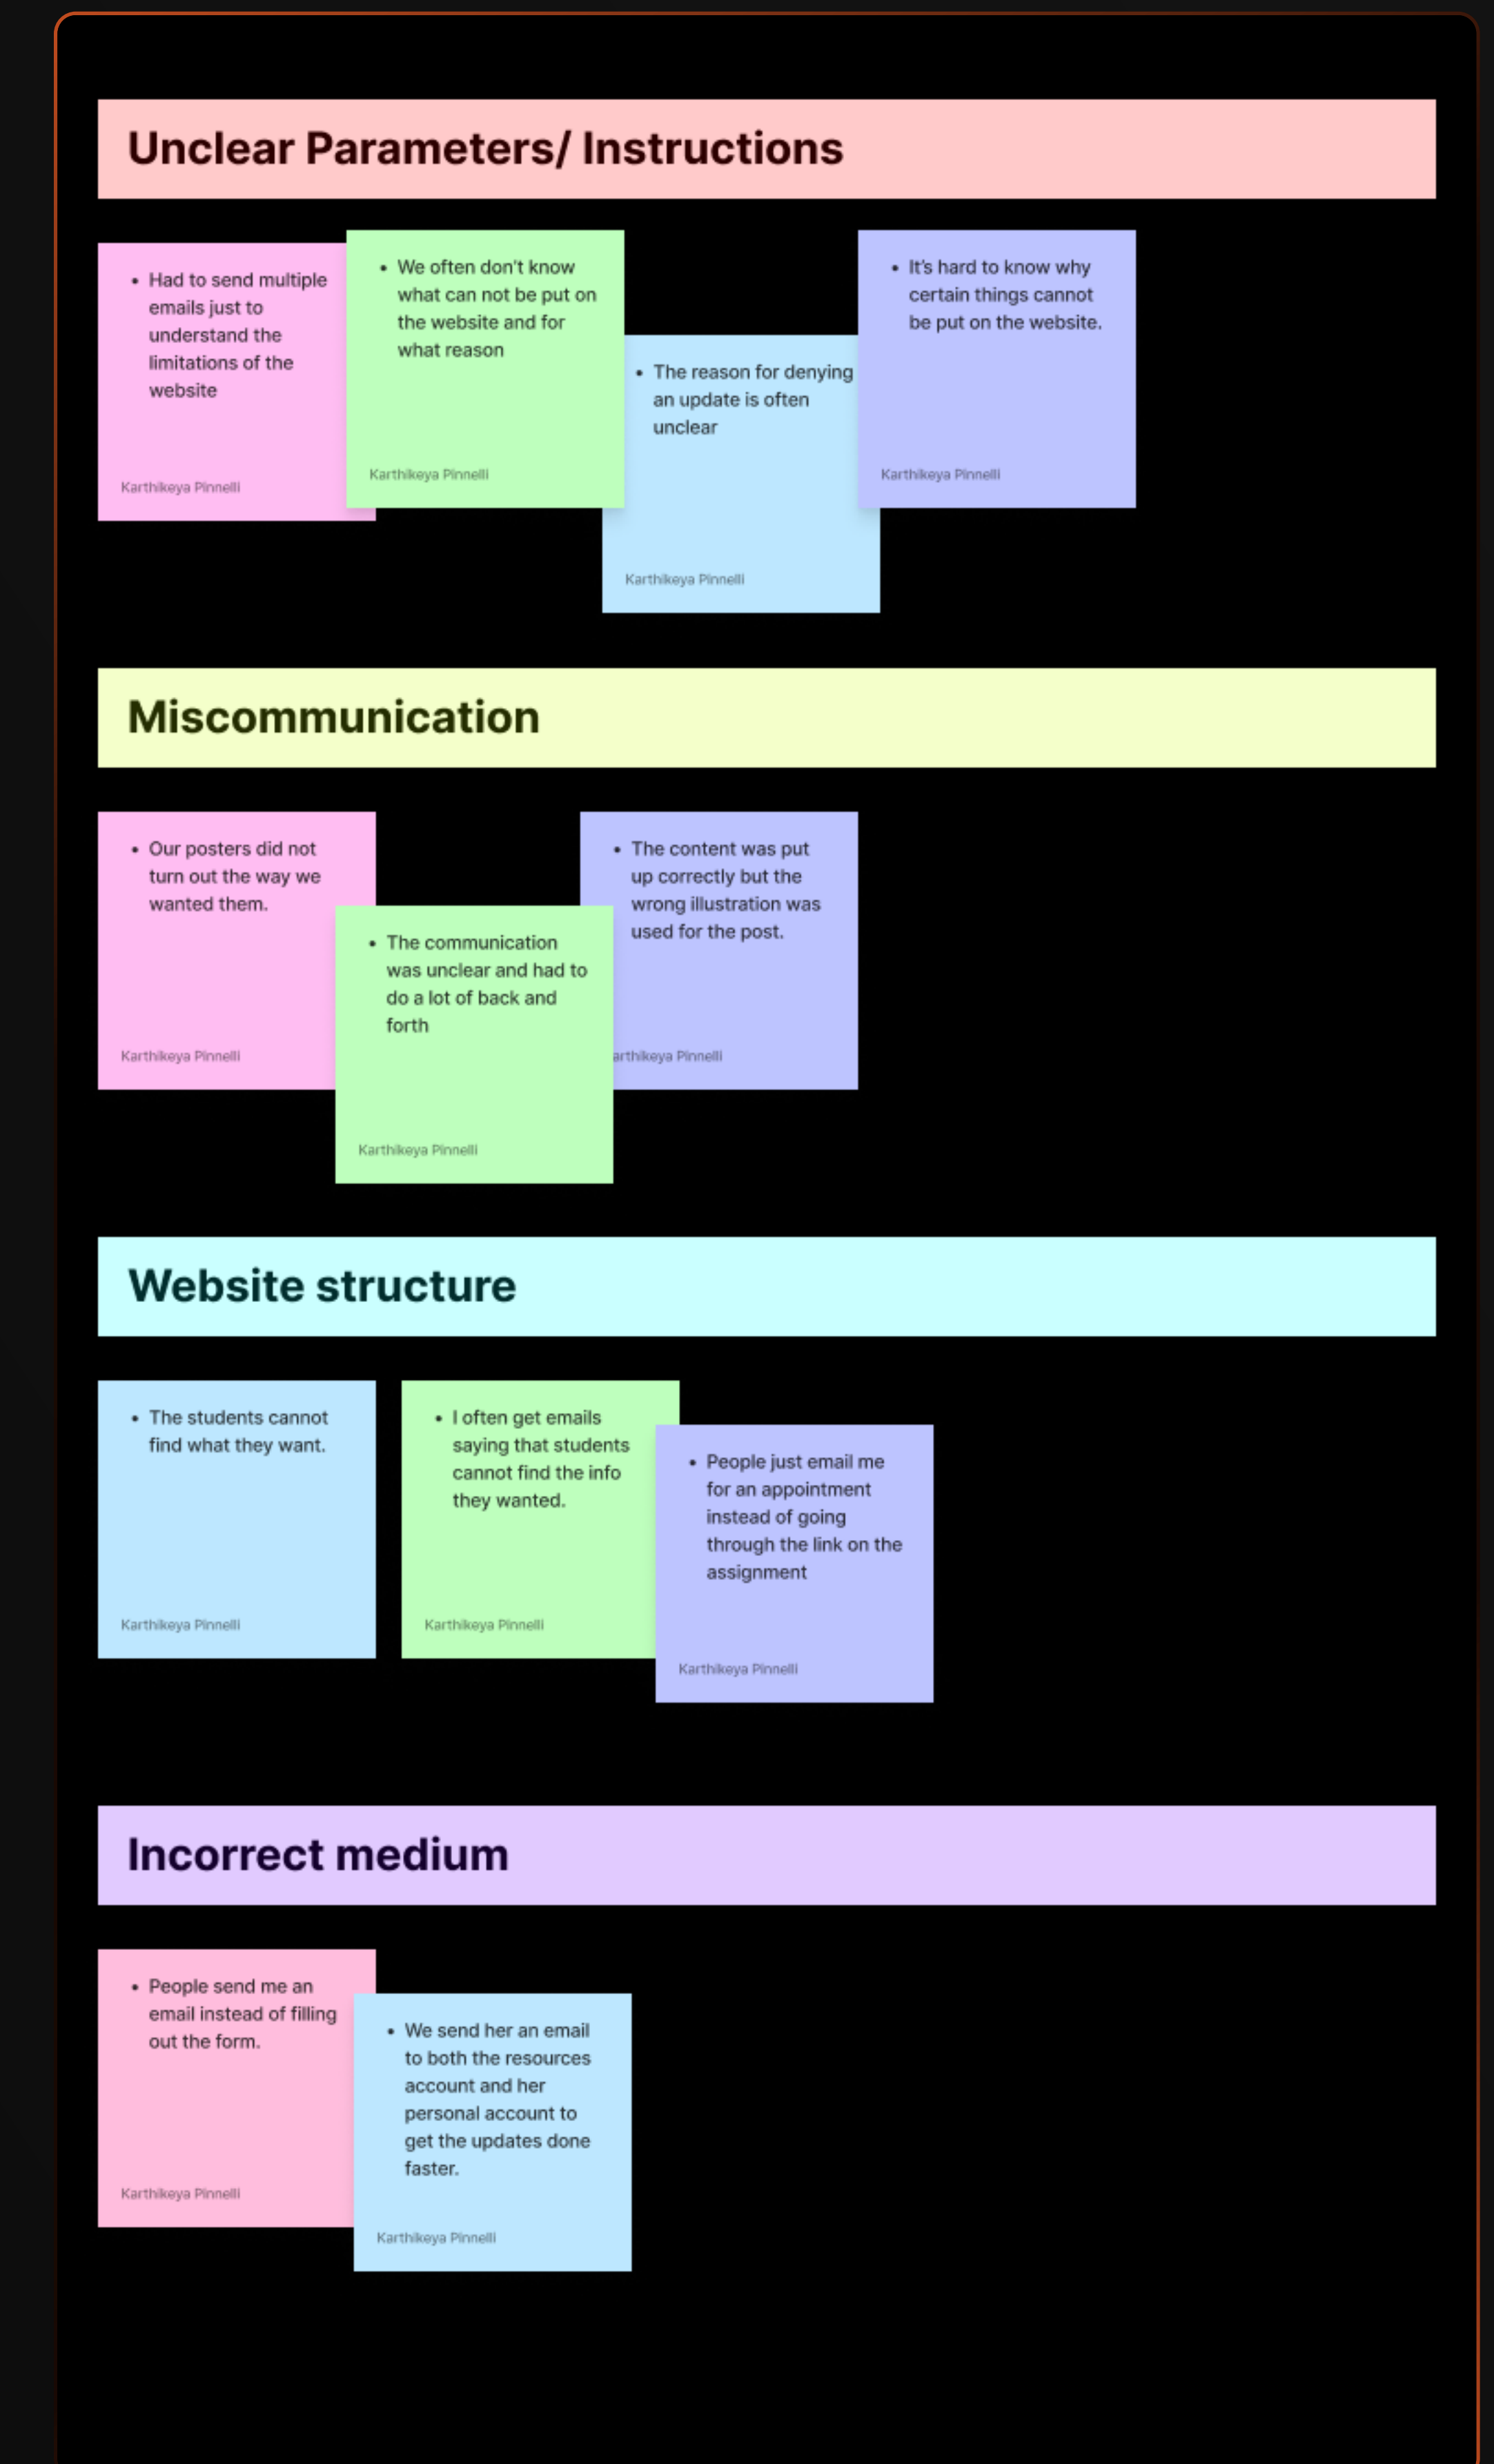 Unclear Parameters/ Instructions
• Had to send multiple
emails just to
understand the
limitations of the
website
Karthikeya Pinnelli
• We often don't know
what can not be put on
the website and for
what reason
Karthikeya Pinnelli
• The reason for denying
an update is often
unclear
Karthikeya Pinnelli
• It's hard to know why
certain things cannot
be put on the website.
Karthikeya Pinnelli
Miscommunication
• Our posters did not
turn out the way we
wanted them.
Karthikeya Pinnelli
• The communication
was unclear and had to
do a lot of back and
forth
Karthikeya Pinnelli
• The content was put
up correctly but the
wrong illustration was
used for the post.
arthikeya Pinnelli
Website structure
• The students cannot
find what they want.
Karthikeya Pinnelli
• I often get emails
saying that students
cannot find the info
they wanted.
Karthikeya Pinnelli
• People just email me
for an appointment
instead of going
through the link on the
assignment
Karthikeya Pinnelli
Incorrect medium
• People send me an
email instead of filling
out the form.
Karthikeya Pinnelli
• We send her an email
to both the resources
account and her
personal account to
get the updates done
faster.
Karthikeya Pinnelli